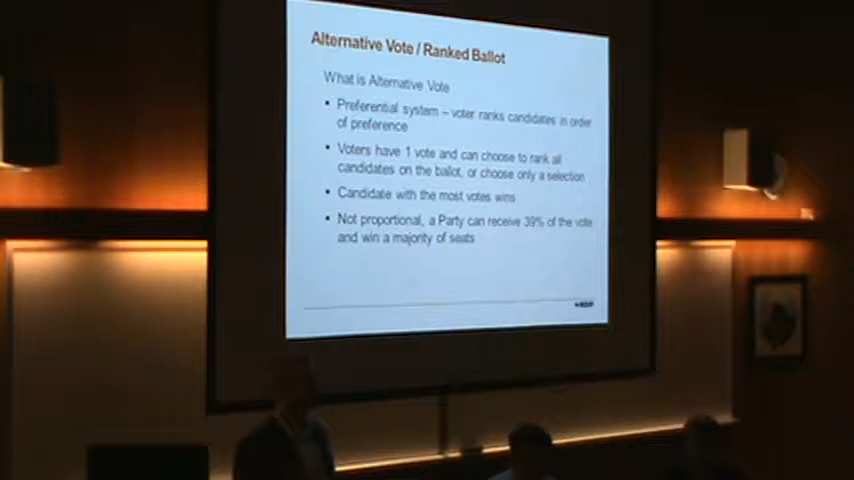 Alternative Vote / Ranked Ballot
What is Alternative Vote
• Preferential system – voter ranks candidates in order
of preference
• Voters have 1 vote and can choose to rank all
candidates on the ballot, or choose only a selection
• Candidate with the most votes wins
• Not proportional, a Party can receive 39% of the vote
and win a majority of seats